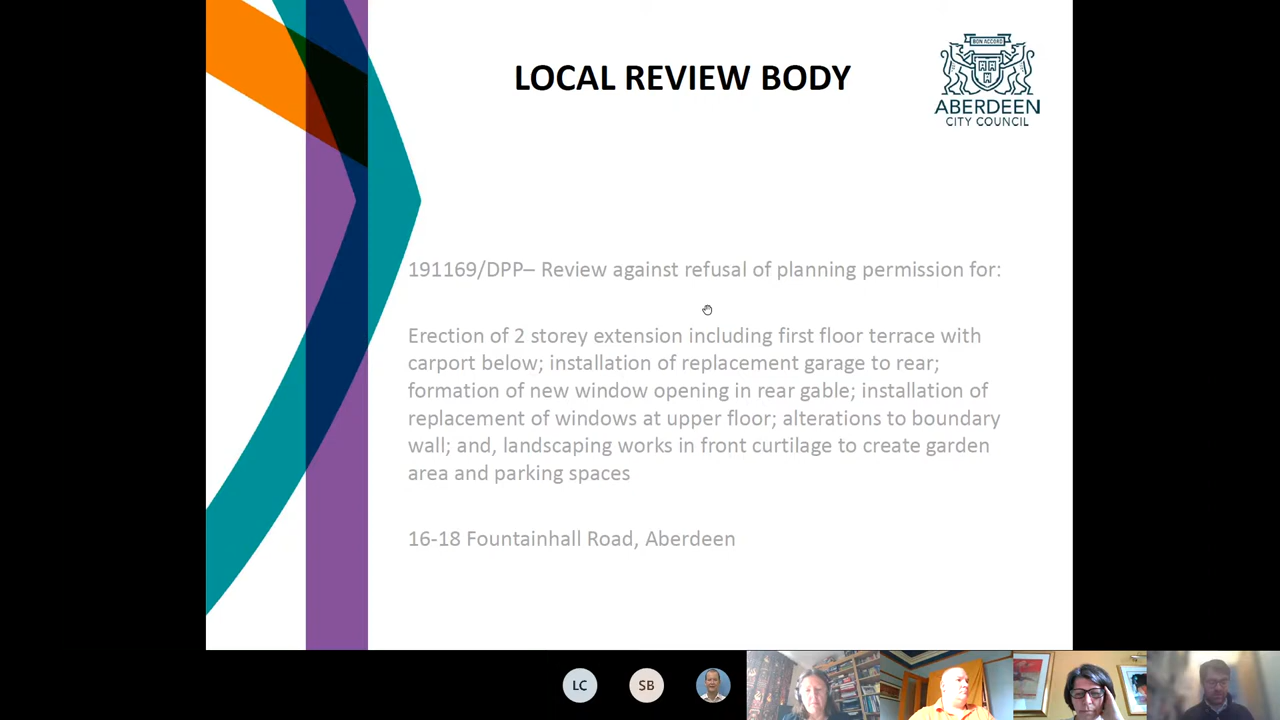 LOCAL REVIEW BODY
BON ACCORD
ABERDEEN
CITY COUNCIL
191169/DPP– Review against refusal of planning permission for:
Erection of 2 storey extension including first floor terrace with
carport below; installation of replacement garage to rear;
formation of new window opening in rear gable; installation of
replacement of windows at upper floor; alterations to boundary
wall; and, landscaping works in front curtilage to create garden
area and parking spaces
16-18 Fountainhall Road, Aberdeen
LC
SB